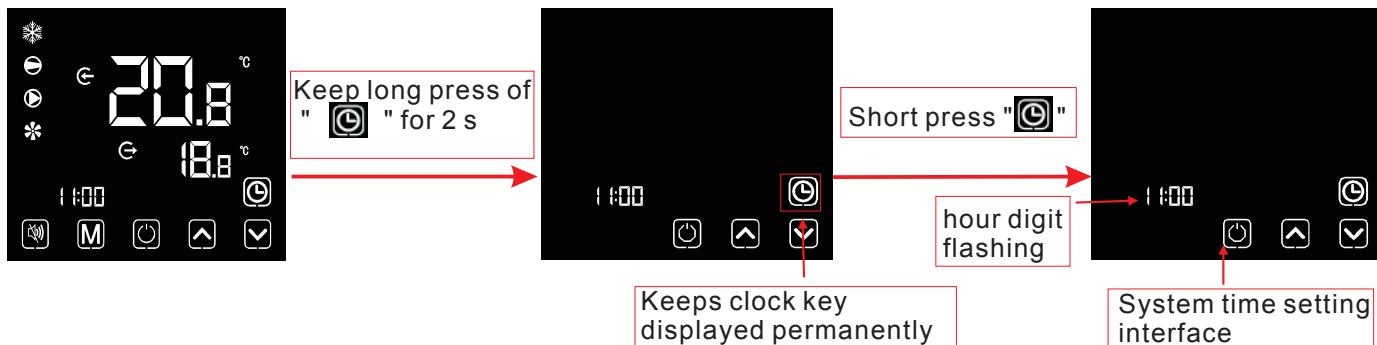 20.8 ℃
18.8 ℃
11:00
M
Keep long press of
" " for 2 s
11:00
Keeps clock key
displayed permanently
Short press " "
hour digit
flashing
11:00
System time setting
interface